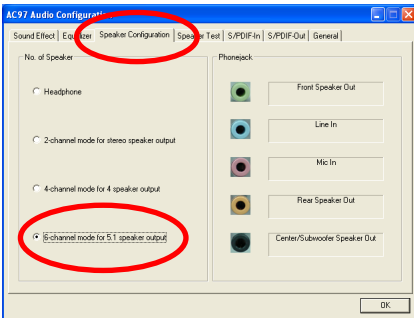 AC97 Audio Configuration
Sound Effect Equalizer Speaker Configuration Speaker Test S/PDIF-In S/PDIF-Out General
No. of Speaker
Headphone
2-channel mode for stereo speaker output
4-channel mode for 4 speaker output
6-channel mode for 5.1 speaker output
Phonejack
Front Speaker Out
Line In
Mic In
Rear Speaker Out
Center/Subwoofer Speaker Out
OK